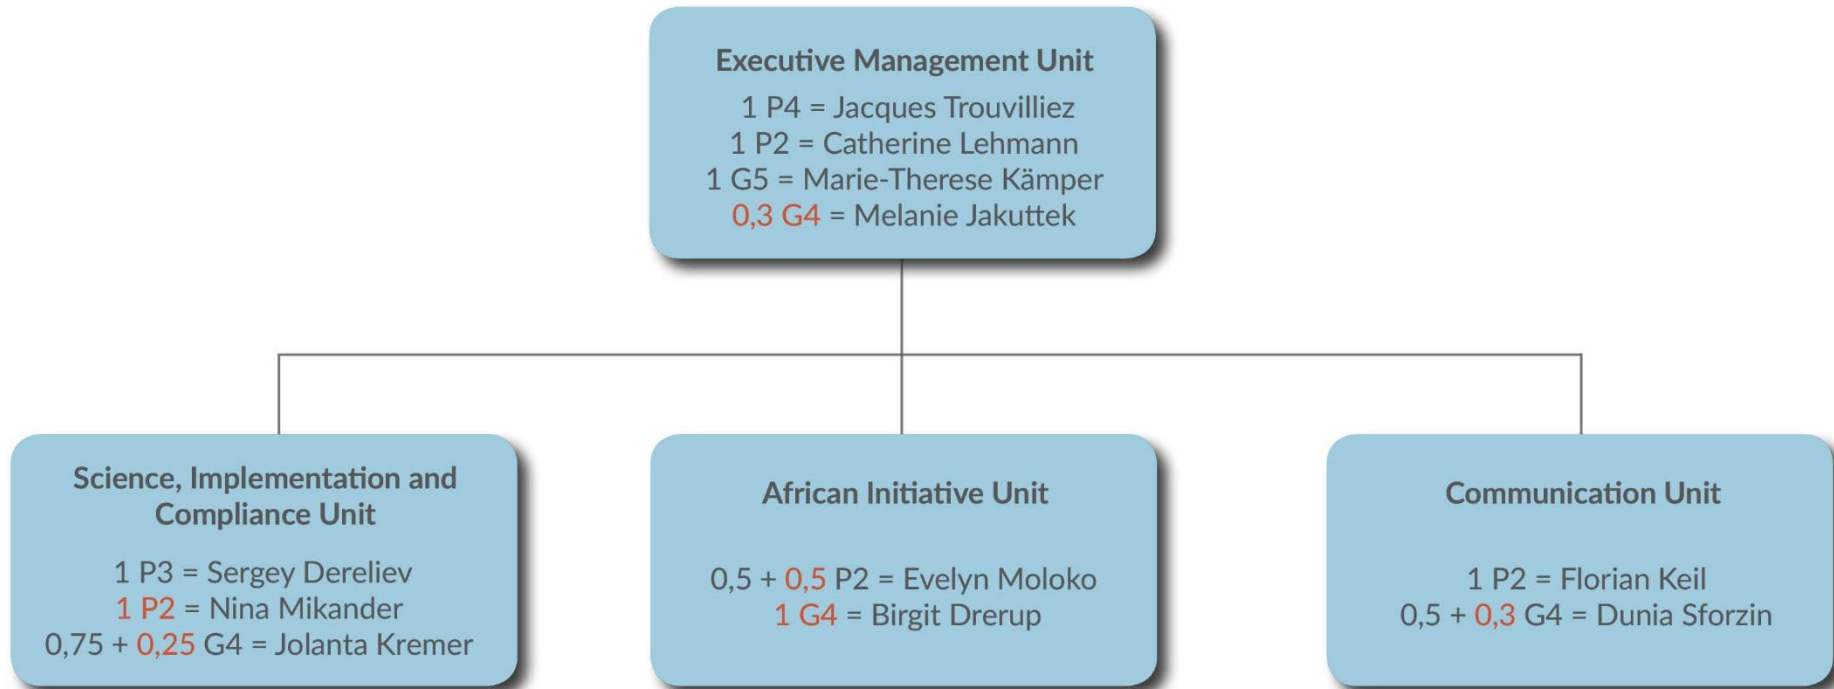 Executive Management Unit
1 P4 = Jacques Trouvilliez
1 P2 = Catherine Lehmann
1 G5 = Marie-Therese Kämper
0,3 G4 = Melanie Jakuttek
Science, Implementation and
Compliance Unit
1 P3 = Sergey Dereliev
1 P2 = Nina Mikander
0,75 + 0,25 G4 = Jolanta Kremer
African Initiative Unit
0,5 + 0,5 P2 = Evelyn Moloko
1 G4 = Birgit Drerup
Communication Unit
1 P2 = Florian Keil
0,5 + 0,3 G4 = Dunia Sforzin